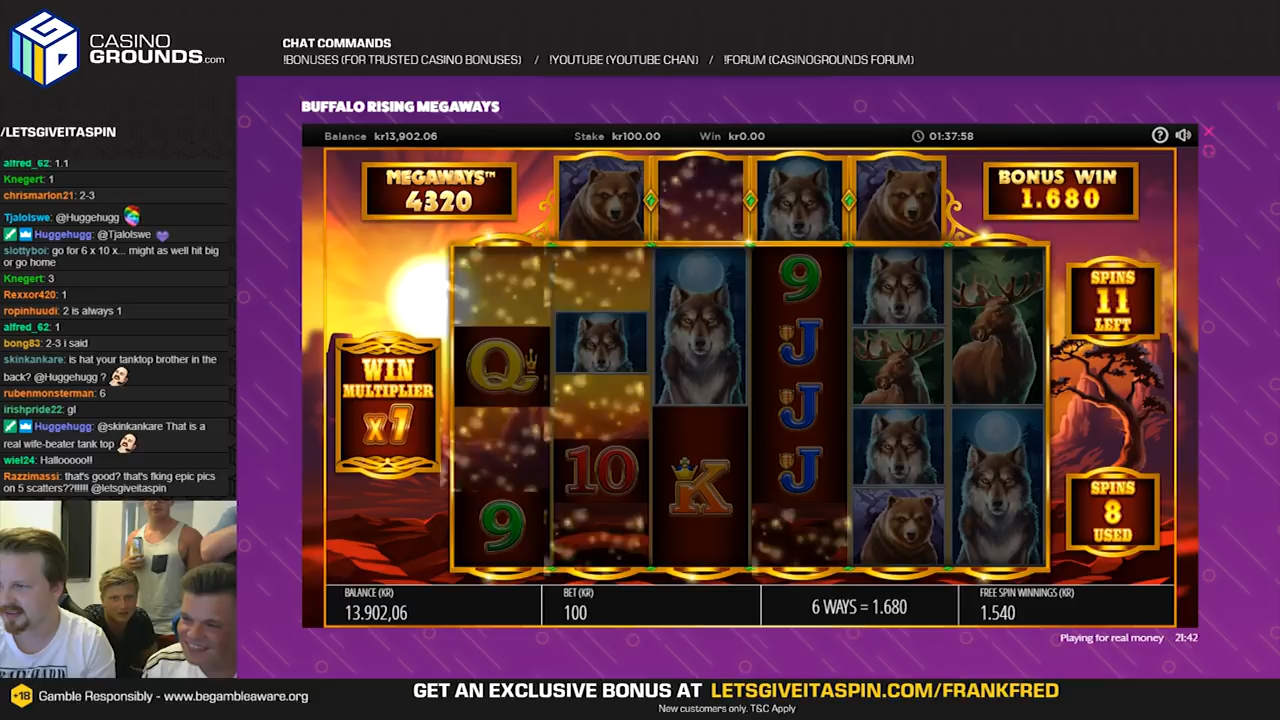 CASINO
GROUNDS.com
CHAT COMMANDS
!BONUSES (FOR TRUSTED CASINO BONUSES) / !YOUTUBE (YOUTUBE CHAN) / !FORUM (CASINOGROUNDS FORUM)
/LETSGIVEITASPIN
alfred_62: 1.1
Knegert: 1
chrismarlon21: 2-3
Tjalolswe: @Huggehugg
Huggehugg: @Tjalolswe
slottyboi: go for 6 x 10 x... might as well hit big
or go home
Knegert: 3
Rexxor420: 1
ropinhuudi: 2 is always 1
alfred_62: 1
bong83: 2-3 i said
skinkankare: is hat your tanktop brother in the
back? @Huggehugg ?
rubenmonsterman: 6
irishpride22: gl
Huggehugg: @skinkankare That is a
real wife-beater tank top
wiel24: Hallooooo!!
Razzimassi: that's good? that's fking epic pics
on 5 scatters??!!!!!! @letsgiveitaspin
BUFFALO RISING MEGAWAYS
Balance kr13,902.06 Stake kr100.00 Win kr0.00 01:37:58
MEGAWAYS™
4320
BONUS WIN
1.680
WIN
MULTIPLIER
x7
Q
9
10
K
9
J
J
J
SPINS
11
LEFT
SPINS
8
USED
BALANCE (KR)
13.902,06
BET (KR)
100
6 WAYS = 1.680
FREE SPIN WINNINGS (KR)
1.540
Playing for real money 21:42
+18 Gamble Responsibly - www.begambleaware.org
GET AN EXCLUSIVE BONUS AT LETSGIVEITASPIN.COM/FRANKFRED
New customers only. T&C Apply